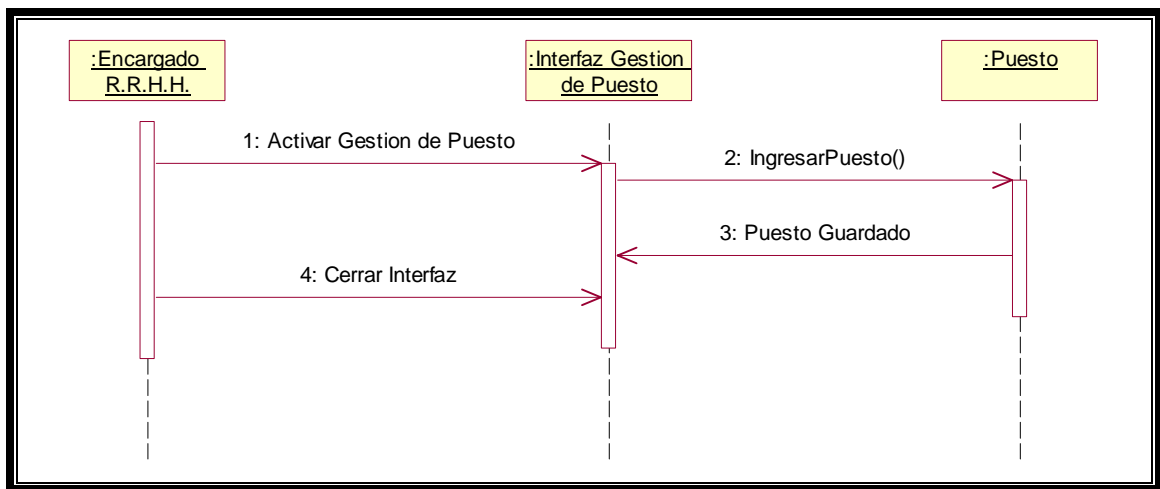 :Encargado
R.R.H.H.
:Interfaz Gestion
de Puesto
:Puesto
1: Activar Gestion de Puesto
2: IngresarPuesto()
3: Puesto Guardado
4: Cerrar Interfaz